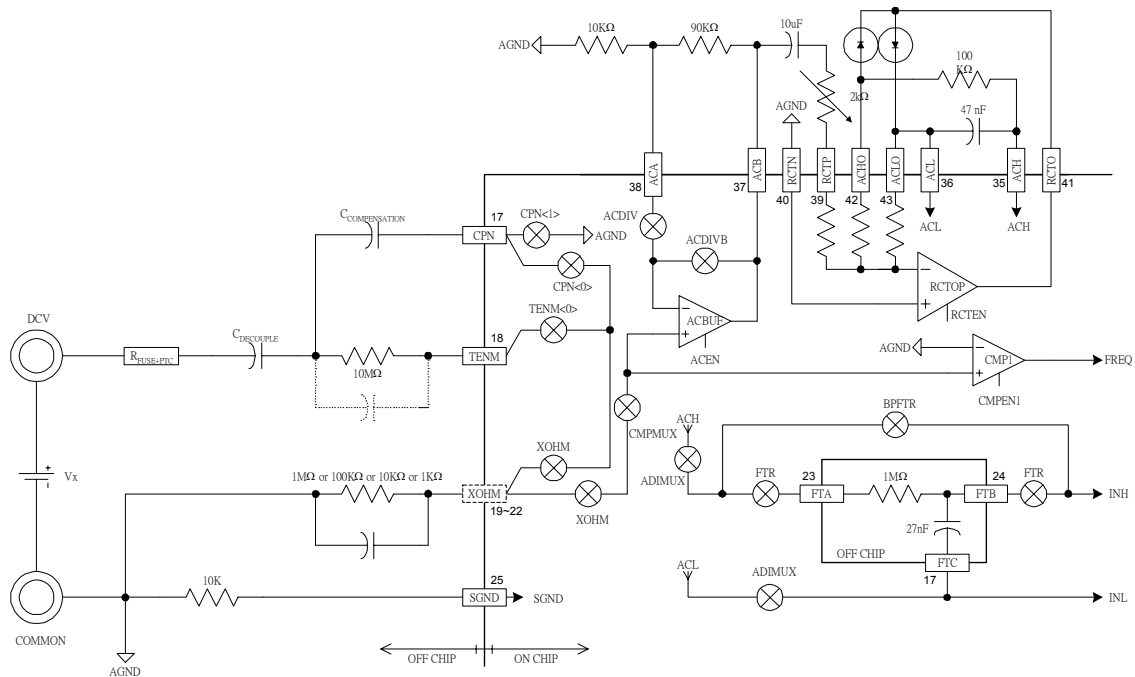 10KΩ
90KΩ
10uF
AGND
100
KΩ
2kΩ
AGND
47 nF
ACA
ACB
RCTN
RCTP
ACHO
ACLO
ACL
ACH
RCTO
38
37
40
39
42
43
36
35
41
17
CPN<1>
ACDIV
ACL
ACH
CCOMPENSATION
CPN
AGND
ACDIVB
CPN<0>
RCTOP
RCTEN
DCV
TENM<0>
ACBUF
CDECOUPLE
18
ACEN
AGND
RFUSE+PTC
TENM
CMP1
FREQ
10MΩ
CMPEN1
BPFTR
ACH
CMPMUX
XOHM
ADIMUX
Vx
1MΩ or 100KΩ or 10KΩ or 1KΩ
FTR
23
1MΩ
24
FTR
XOHM
FTA
FTB
INH
19~22
XOHM
27nF
OFF CHIP
FTC
17
ACL
ADIMUX
10K
25
SGND
SGND
INL
COMMON
OFF CHIP
ON CHIP
AGND